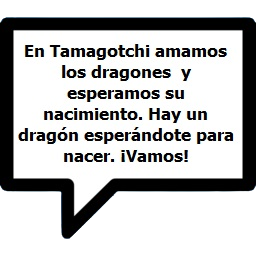 En Tamagotchi amamos
los dragones y
esperamos su
nacimiento. Hay un
dragón esperándote para
nacer. ¡Vamos!